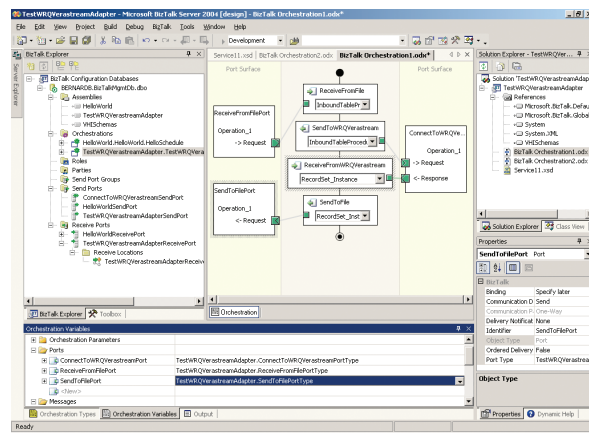 TestWRQVerastreamAdapter - Microsoft BizTalk Server 2004 [design] - BizTalk Orchestration1.odx*
File Edit View Project Build Debug BizTalk Tools Window Help
Development
BizTalk Explorer
Service11.xsd BizTalk Orchestration2.odx BizTalk Orchestration1.odx*
Solution Explorer - TestWRQVer...
Server Explorer
BizTalk Configuration Databases
BERNARDB.BizTalkMgmtDb.dbo
Assemblies
HelloWorld
TestWRQVerastreamAdapter
VHISchemas
Orchestrations
HelloWorld.HelloWorld.HelloSchedule
TestWRQVerastreamAdapter.TestWRQVera
Roles
Parties
Send Port Groups
Send Ports
ConnectToWRQVerastreamSendPort
HelloWorldSendPort
TestWRQVerastreamAdapterSendPort
Receive Ports
HelloWorldReceivePort
TestWRQVerastreamAdapterReceivePort
Receive Locations
TestWRQVerastreamAdapterReceive
BizTalk Explorer Toolbox
Port Surface
Port Surface
ReceiveFromFile
InboundTablePr
ReceiveFromFilePort
Operation_1
-> Request
SendToWRQVerastream
InboundTableProced
ConnectToWRQVe...
Operation_1
-> Request
<- Response
ReceiveFromWRQVerastream
RecordSet_Instance
SendToFilePort
Operation_1
<- Request
SendToFile
RecordSet_Inst
Orchestration
Solution 'TestWRQVerastreamAdap
TestWRQVerastreamAdapter
References
Microsoft.BizTalk.Defau
Microsoft.BizTalk.Global
System
System.XML
VHISchemas
BizTalk Orchestration1.odx
BizTalk Orchestration2.odx
Service11.xsd
Solution Explorer Class View
Properties
SendToFilePort Port
BizTalk
Binding Specify later
Communication D Send
Communication P One-Way
Delivery Notificat None
Identifier SendToFilePort
Object Type Port
Ordered Delivery False
Port Type TestWRQVerastrea
Object Type
Properties Dynamic Help
Orchestration Variables
Orchestration Parameters
Ports
ConnectToWRQVerastreamPort TestWRQVerastreamAdapter.ConnectToWRQVerastreamPortType
ReceiveFromFilePort TestWRQVerastreamAdapter.ReceiveFromFilePortType
SendToFilePort TestWRQVerastreamAdapter.SendToFilePortType
<New>
Messages
Orchestration Types Orchestration Variables Output
Ready